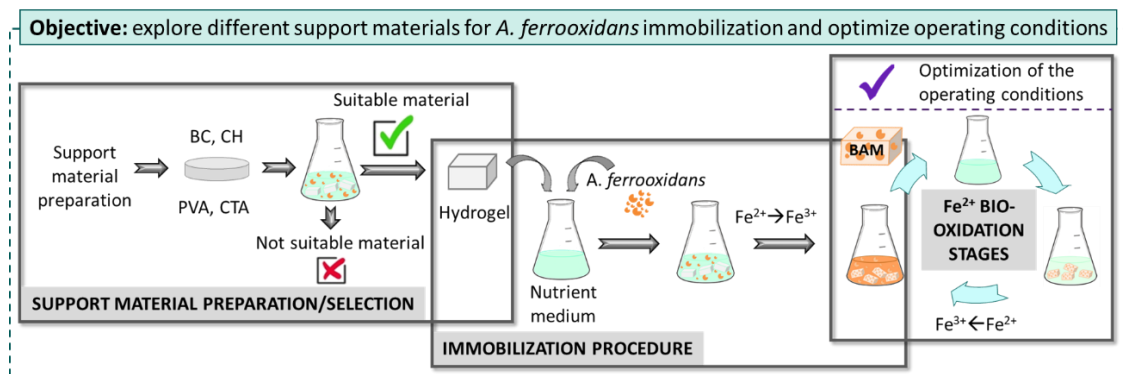 Objective: explore different support materials for A. ferrooxidans immobilization and optimize operating conditions
Support
material
preparation
BC, CH
PVA, CTA
Suitable material
Not suitable material
SUPPORT MATERIAL PREPARATION/SELECTION
Hydrogel
A. ferrooxidans
Nutrient
medium
Fe²⁺→Fe³⁺
IMMOBILIZATION PROCEDURE
BAM
Optimization of the
operating conditions
Fe²⁺ BIO-
OXIDATION
STAGES
Fe³⁺←Fe²⁺